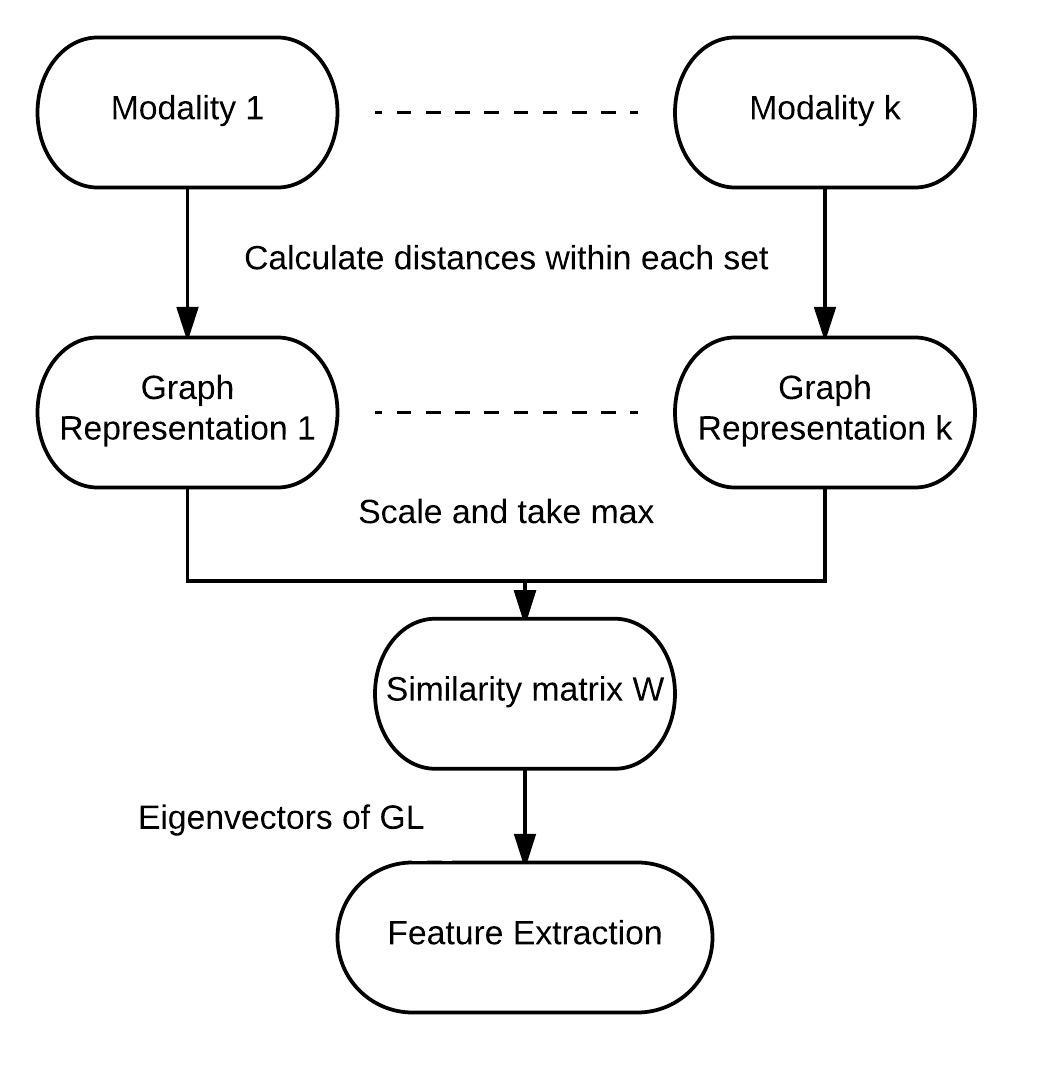 Modality 1
Modality k
Calculate distances within each set
Graph
Representation 1
Graph
Representation k
Scale and take max
Similarity matrix W
Eigenvectors of GL
Feature Extraction